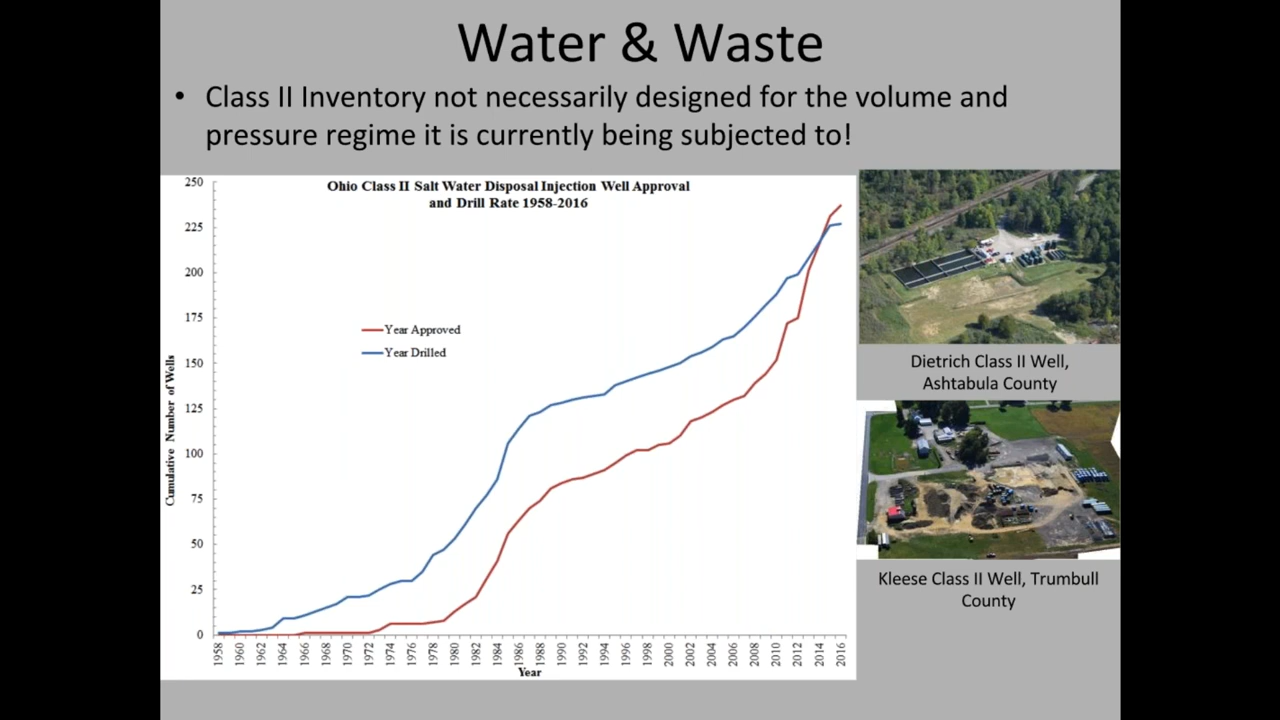 Water & Waste
• Class II Inventory not necessarily designed for the volume and
pressure regime it is currently being subjected to!
Ohio Class II Salt Water Disposal Injection Well Approval
and Drill Rate 1958-2016
Cumulative Number of Wells
250
225
200
175
150
125
100
75
50
25
0
Year Approved
Year Drilled
1958 1960 1962 1964 1966 1968 1970 1972 1974 1976 1978 1980 1982 1984 1986 1988 1990 1992 1994 1996 1998 2000 2002 2004 2006 2008 2010 2012 2014 2016
Year
Dietrich Class II Well,
Ashtabula County
Kleese Class II Well, Trumbull
County